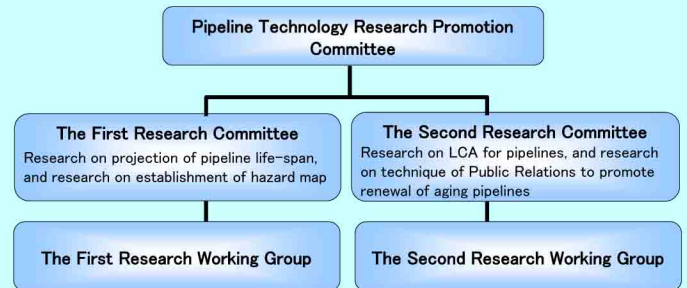 Pipeline Technology Research Promotion
Committee
The First Research Committee
Research on projection of pipeline life-span,
and research on establishment of hazard map
The Second Research Committee
Research on LCA for pipelines, and research
on technique of Public Relations to promote
renewal of aging pipelines
The First Research Working Group
The Second Research Working Group